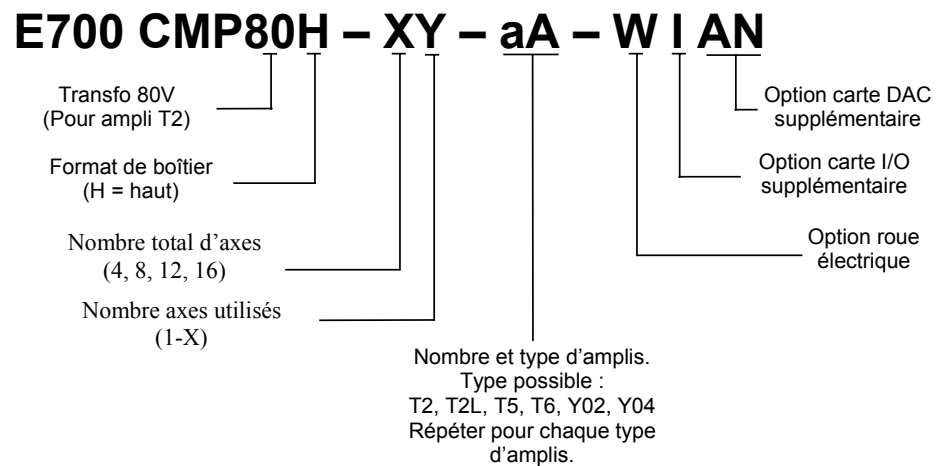 E700 CMP80H – XY – aA – W I AN
Transfo 80V
(Pour ampli T2)
Format de boîtier
(H = haut)
Nombre total d’axes
(4, 8, 12, 16)
Nombre axes utilisés
(1-X)
Nombre et type d’amplis.
Type possible :
T2, T2L, T5, T6, Y02, Y04
Répéter pour chaque type
d’amplis.
Option carte DAC
supplémentaire
Option carte I/O
supplémentaire
Option roue
électrique